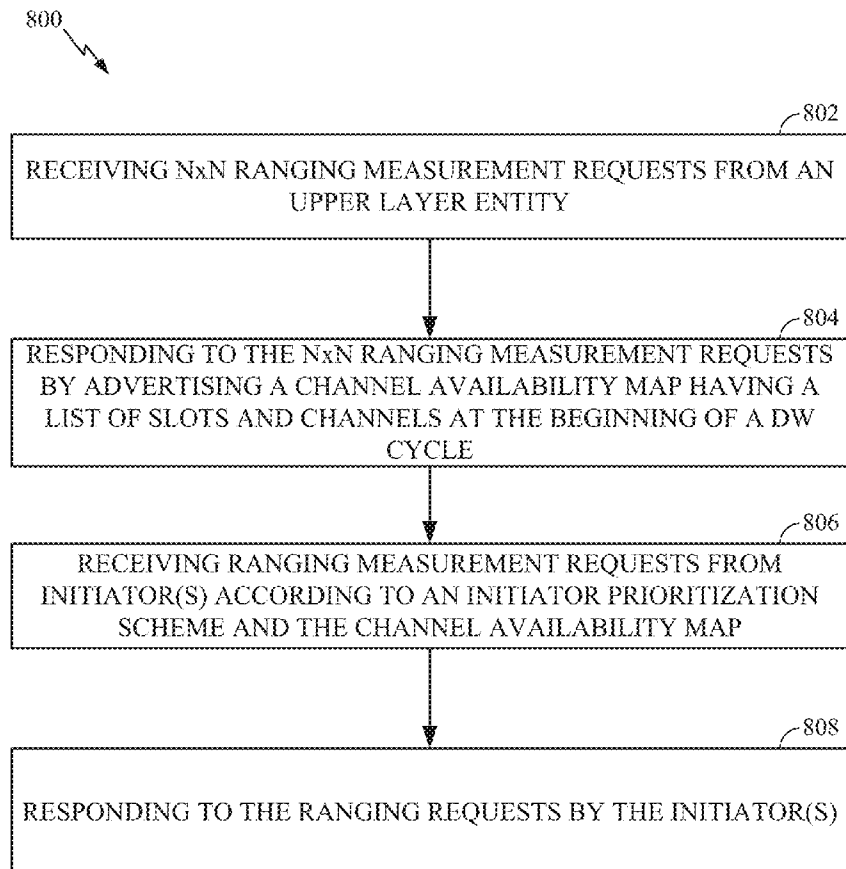 800
802
RECEIVING NxN RANGING MEASUREMENT REQUESTS FROM AN
UPPER LAYER ENTITY
804
RESPONDING TO THE NxN RANGING MEASUREMENT REQUESTS
BY ADVERTISING A CHANNEL AVAILABILITY MAP HAVING A
LIST OF SLOTS AND CHANNELS AT THE BEGINNING OF A DW
CYCLE
806
RECEIVING RANGING MEASUREMENT REQUESTS FROM
INITIATOR(S) ACCORDING TO AN INITIATOR PRIORITIZATION
SCHEME AND THE CHANNEL AVAILABILITY MAP
808
RESPONDING TO THE RANGING REQUESTS BY THE INITIATOR(S)